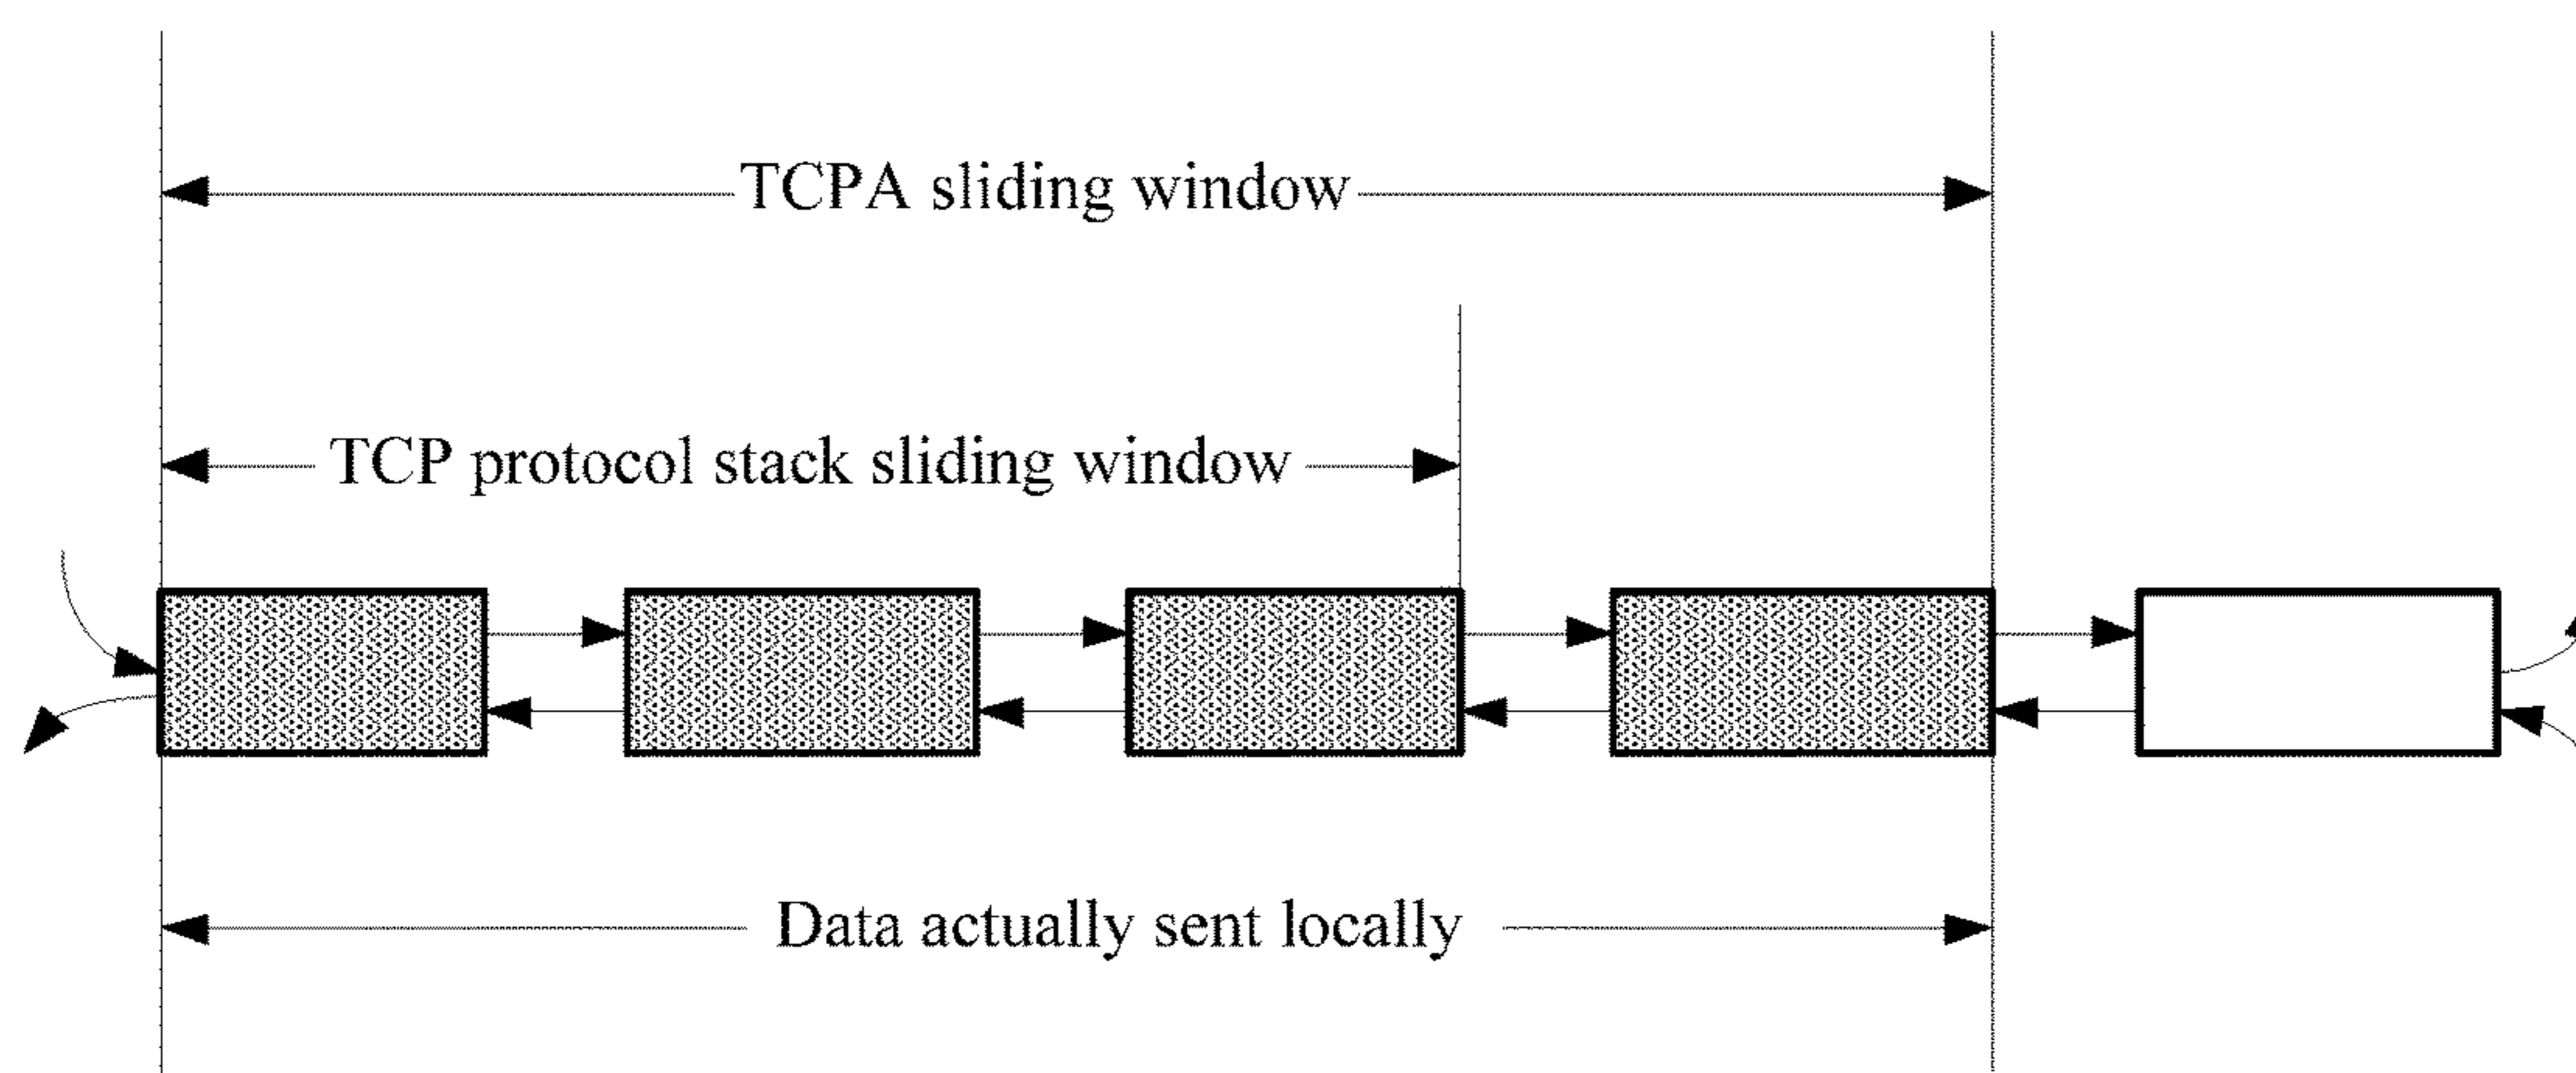 TCPA sliding window
TCP protocol stack sliding window
Data actually sent locally